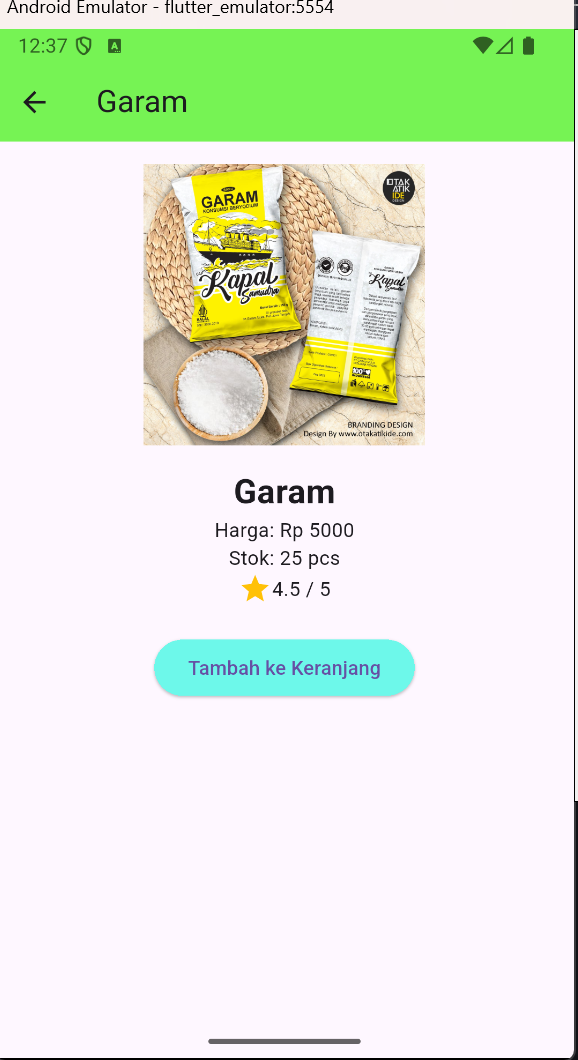 Android Emulator - flutter_emulator:5554
12:37
Garam
GARAM
KONSUMSI BERYODIUM
Kapal
Samudra
OTAK
ATIK
IDE
Kapal
Samudra
100%
BRANDING DESIGN
Design By www.otakatikide.com
Garam
Harga: Rp 5000
Stok: 25 pcs
4.5 / 5
Tambah ke Keranjang